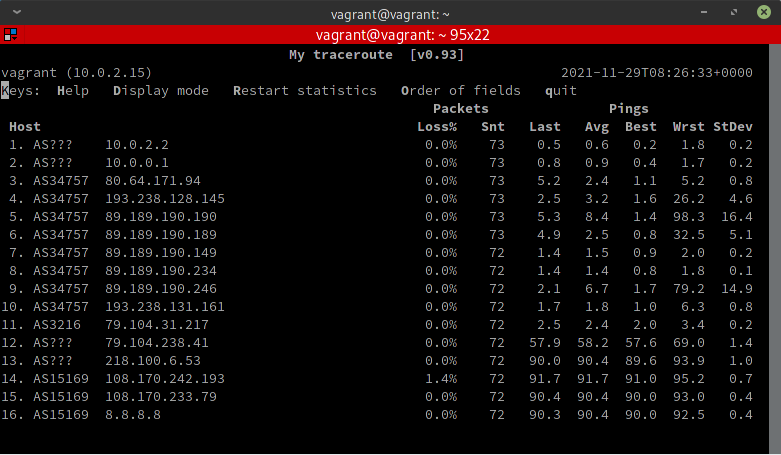 vagrant@vagrant: ~
vagrant@vagrant: ~ 95x22
My traceroute  [v0.93]
vagrant (10.0.2.15)                                                    2021-11-29T08:26:33+0000
Keys:  Help   Display mode   Restart statistics   Order of fields   quit
Packets               Pings
Host                                               Loss%   Snt   Last   Avg  Best  Wrst StDev
1. AS???    10.0.2.2                         0.0%    73    0.5   0.6   0.2   1.8   0.2
2. AS???    10.0.0.1                         0.0%    73    0.8   0.9   0.4   1.7   0.2
3. AS34757  80.64.171.94                     0.0%    73    5.2   2.4   1.1   5.2   0.8
4. AS34757  193.238.128.145                  0.0%    73    2.5   3.2   1.6  26.2   4.6
5. AS34757  89.189.190.190                   0.0%    73    5.3   8.4   1.4  98.3  16.4
6. AS34757  89.189.190.189                   0.0%    73    4.9   2.5   0.8  32.5   5.1
7. AS34757  89.189.190.149                   0.0%    72    1.4   1.5   0.9   2.0   0.2
8. AS34757  89.189.190.234                   0.0%    72    1.4   1.4   0.8   1.8   0.1
9. AS34757  89.189.190.246                   0.0%    72    2.1   6.7   1.7  79.2  14.9
10. AS34757  193.238.131.161                  0.0%    72    1.7   1.8   1.0   6.3   0.8
11. AS3216   79.104.31.217                    0.0%    72    2.5   2.4   2.0   3.4   0.2
12. AS???    79.104.238.41                    0.0%    72   57.9  58.2  57.6  69.0   1.4
13. AS???    218.100.6.53                     0.0%    72   90.0  90.4  89.6  93.9   1.0
14. AS15169  108.170.242.193                  1.4%    72   91.7  91.7  91.0  95.2   0.7
15. AS15169  108.170.233.79                   0.0%    72   90.4  90.4  90.0  93.0   0.4
16. AS15169  8.8.8.8                          0.0%    72   90.3  90.4  90.0  92.5   0.4